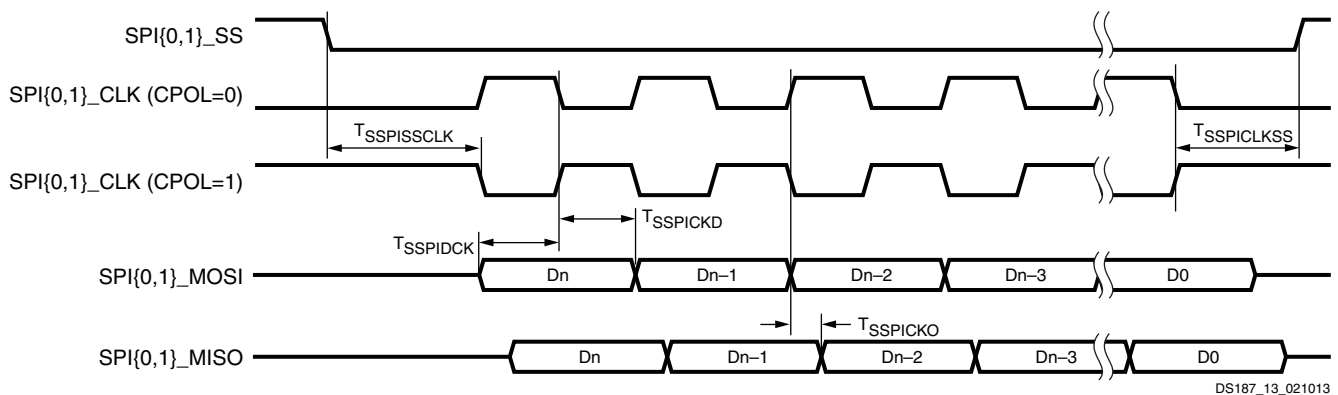 SPI{0,1}_SS
SPI{0,1}_CLK (CPOL=0)
TSSPISSCLK
TSSPICLKSS
SPI{0,1}_CLK (CPOL=1)
TSSPICKD
TSSPIDCK
SPI{0,1}_MOSI
Dn
Dn–1
Dn–2
Dn–3
D0
TSSPICKO
SPI{0,1}_MISO
Dn
Dn–1
Dn–2
Dn–3
D0
DS187_13_021013